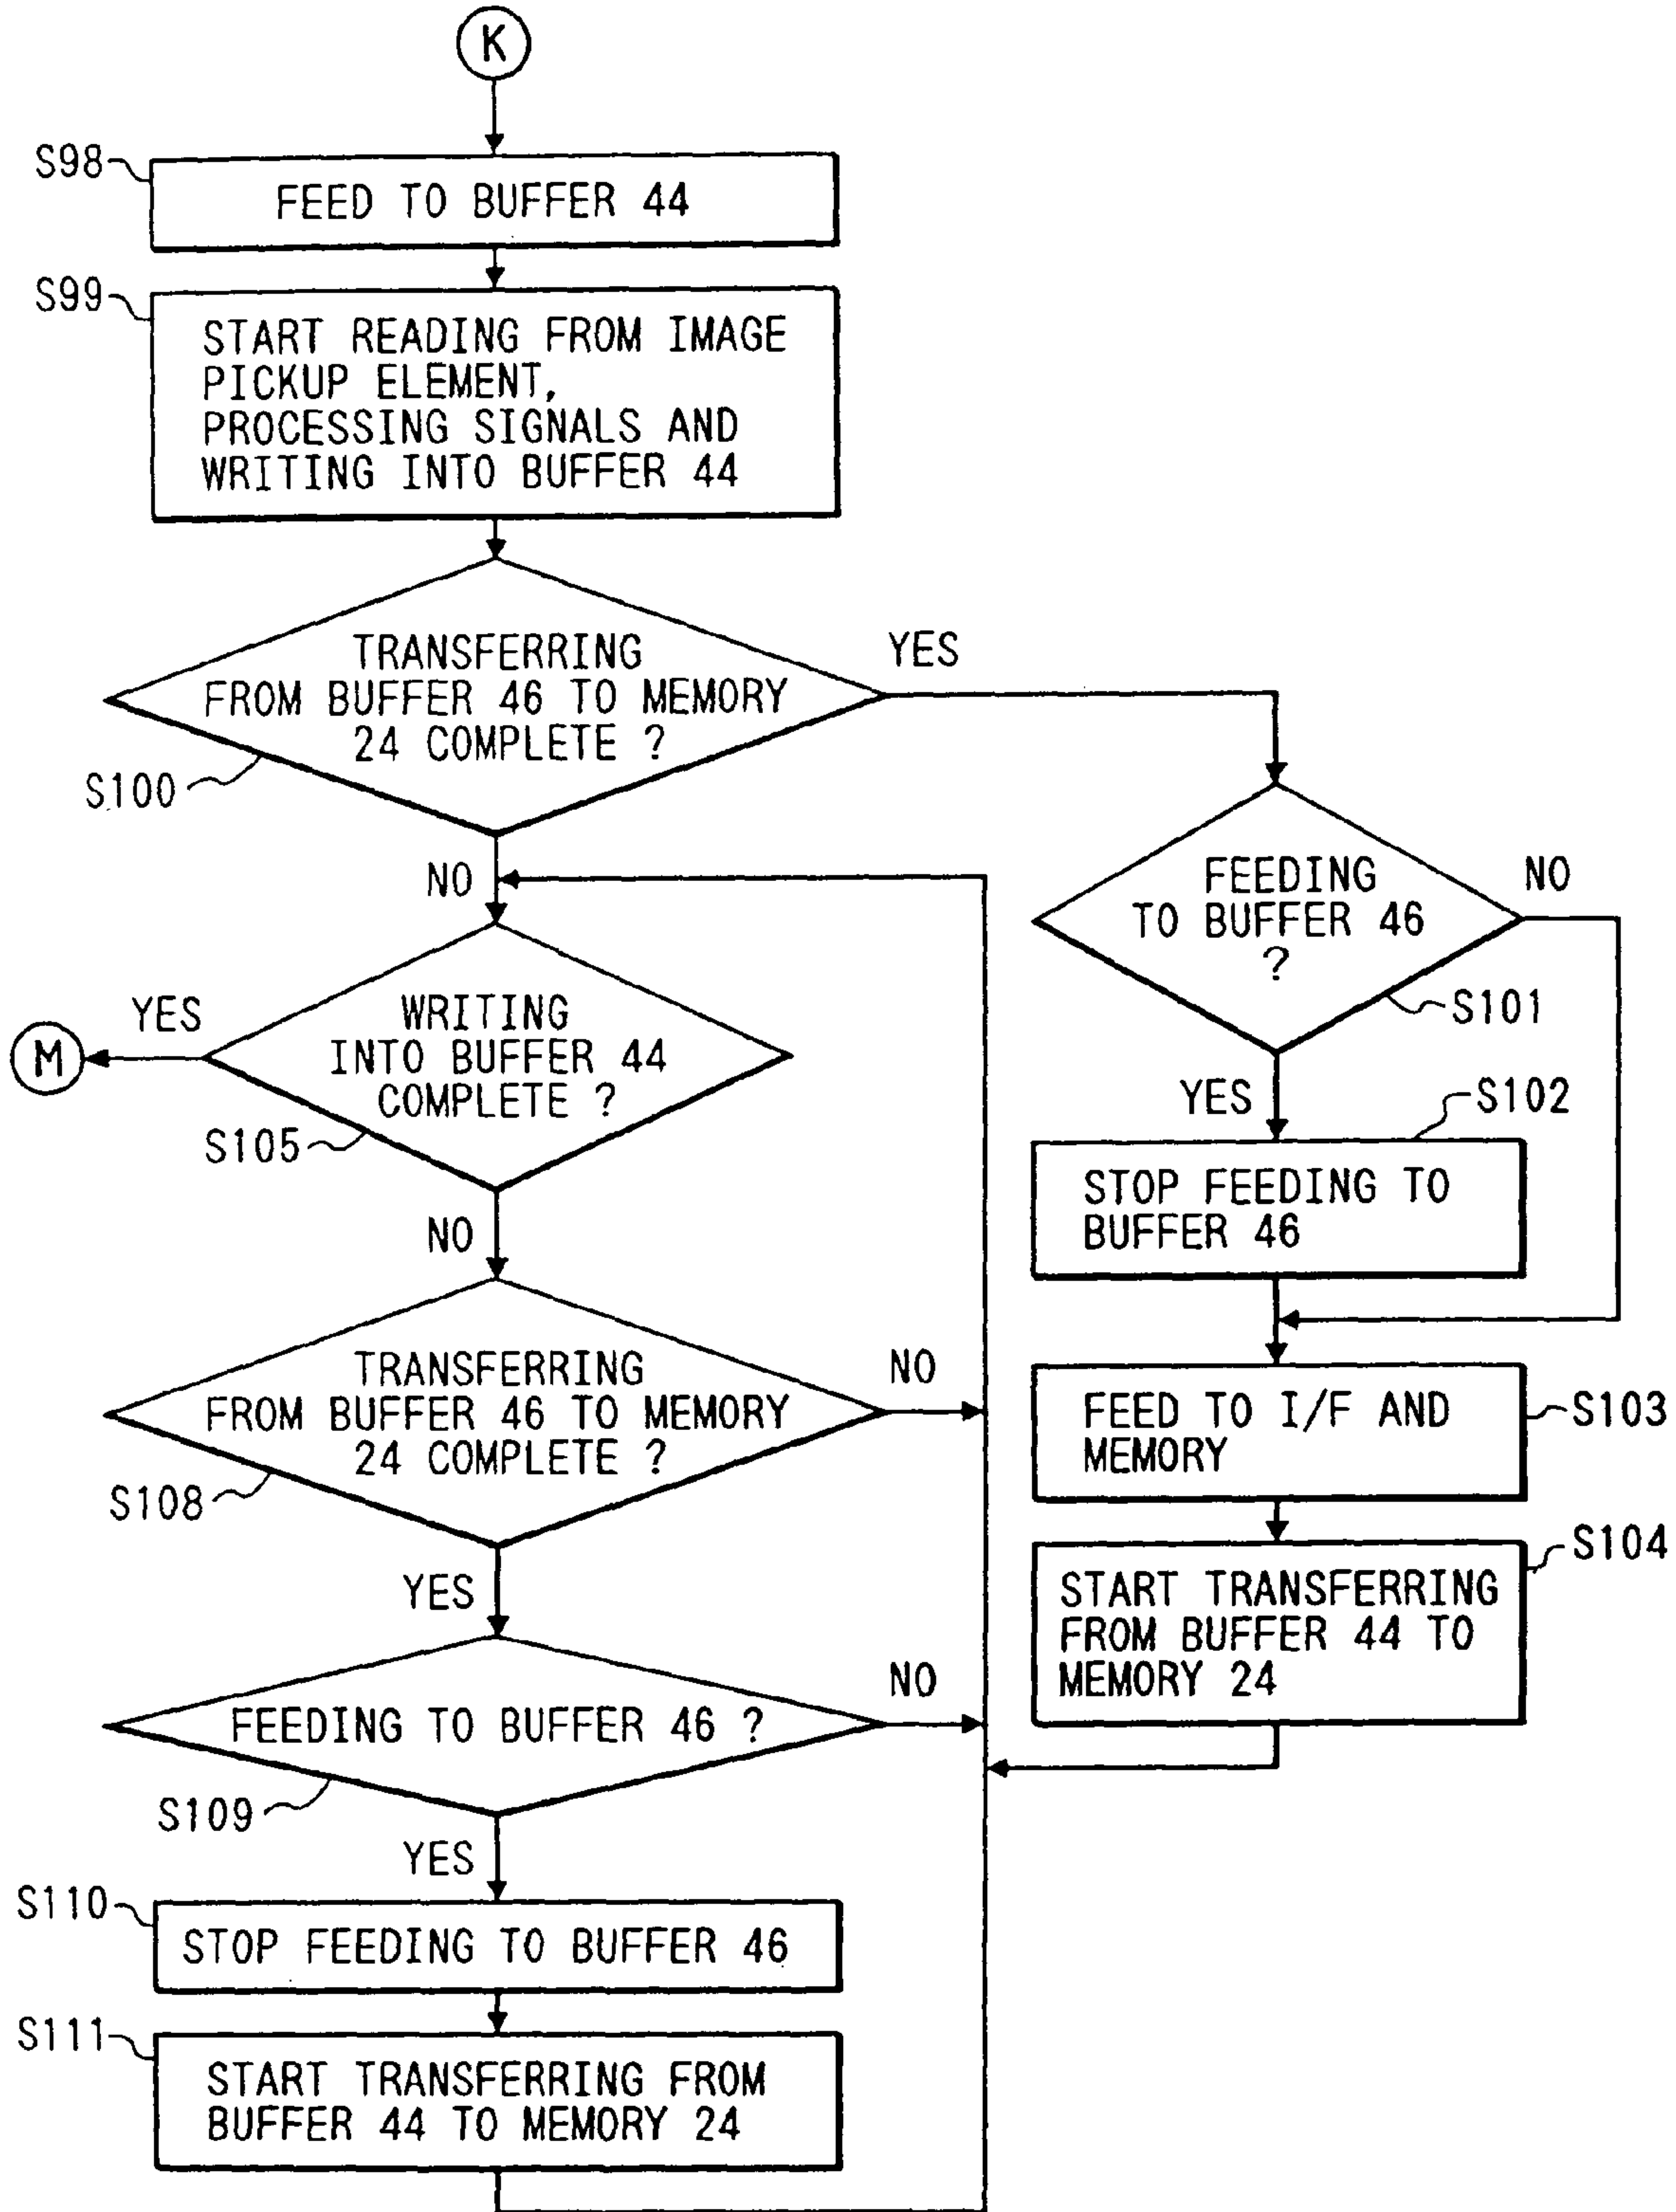 K
S98
FEED TO BUFFER 44
S99
START READING FROM IMAGE
PICKUP ELEMENT,
PROCESSING SIGNALS AND
WRITING INTO BUFFER 44
TRANSFERRING
FROM BUFFER 46 TO MEMORY
24 COMPLETE ?
YES
S100
NO
FEEDING
TO BUFFER 46
?
NO
S101
YES
S102
STOP FEEDING TO
BUFFER 46
FEED TO I/F AND
MEMORY
S103
S104
START TRANSFERRING
FROM BUFFER 44 TO
MEMORY 24
WRITING
INTO BUFFER 44
COMPLETE ?
YES
M
S105
NO
TRANSFERRING
FROM BUFFER 46 TO MEMORY
24 COMPLETE ?
NO
S108
YES
FEEDING TO BUFFER 46 ?
NO
S109
YES
S110
STOP FEEDING TO BUFFER 46
S111
START TRANSFERRING FROM
BUFFER 44 TO MEMORY 24